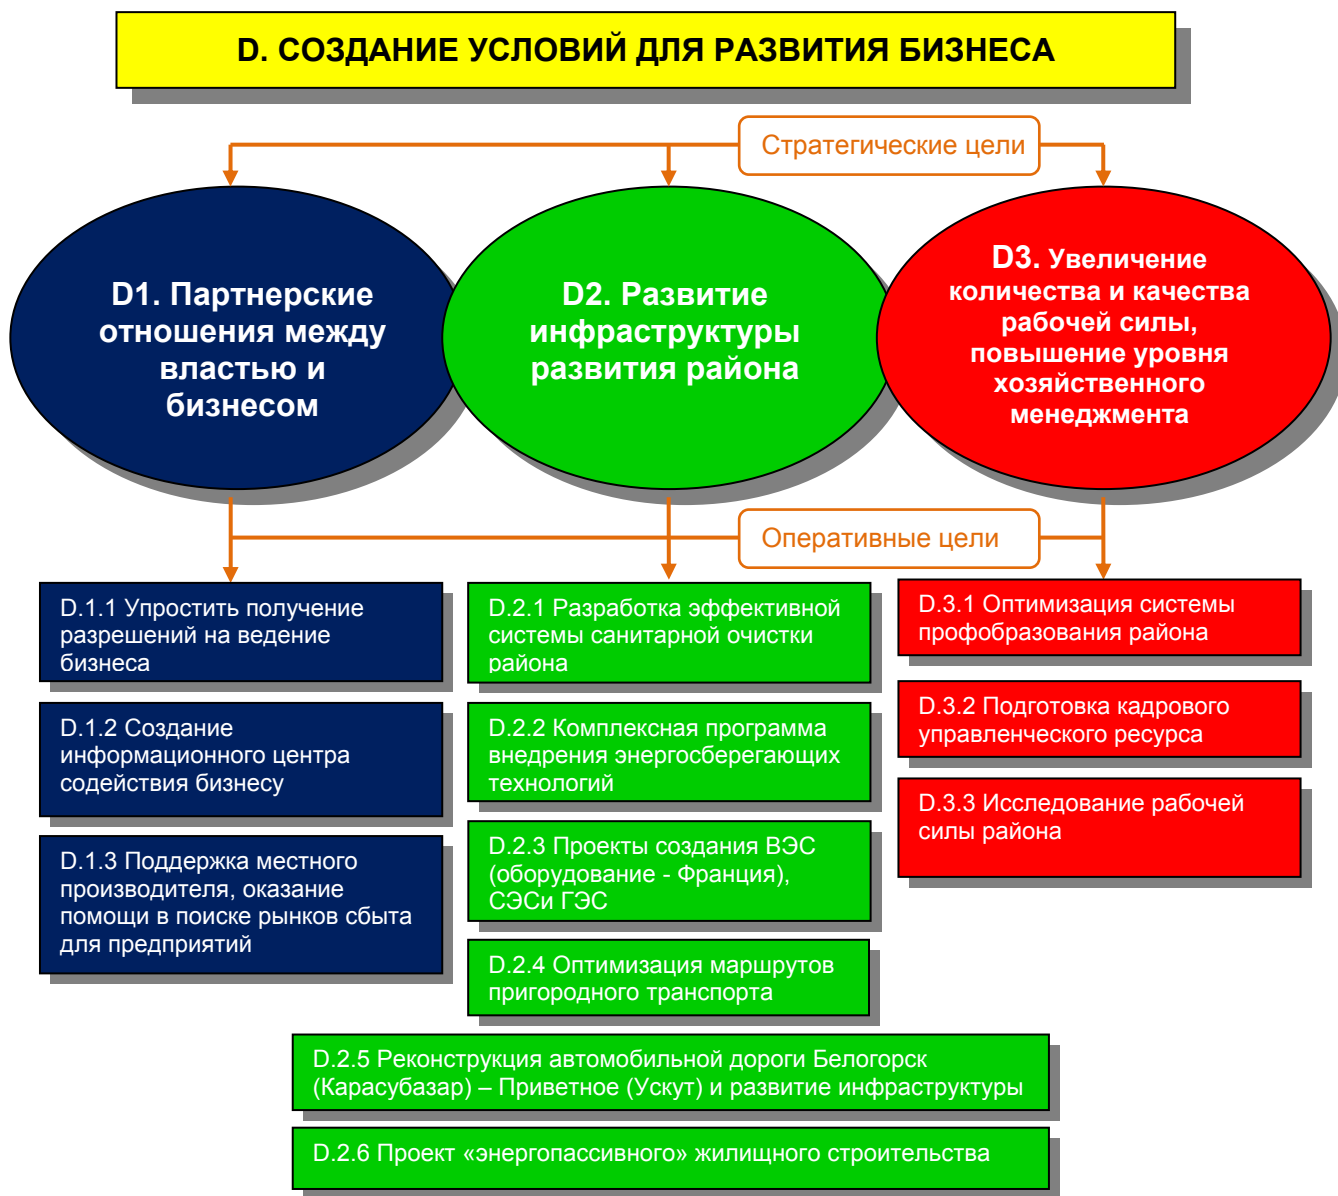 D. СОЗДАНИЕ УСЛОВИЙ ДЛЯ РАЗВИТИЯ БИЗНЕСА
Стратегические цели
D1. Партнерские
отношения между
властью и
бизнесом
D2. Развитие
инфраструктуры
развития района
D3. Увеличение
количества и качества
рабочей силы,
повышение уровня
хозяйственного
менеджмента
Оперативные цели
D.1.1 Упростить получение
разрешений на ведение
бизнеса
D.1.2 Создание
информационного центра
содействия бизнесу
D.1.3 Поддержка местного
производителя, оказание
помощи в поиске рынков сбыта
для предприятий
D.2.1 Разработка эффективной
системы санитарной очистки
района
D.2.2 Комплексная программа
внедрения энергосберегающих
технологий
D.2.3 Проекты создания ВЭС
(оборудование - Франция),
СЭСи ГЭС
D.2.4 Оптимизация маршрутов
пригородного транспорта
D.2.5 Реконструкция автомобильной дороги Белогорск
(Карасубазар) – Приветное (Ускут) и развитие инфраструктуры
D.2.6 Проект «энергопассивного» жилищного строительства
D.3.1 Оптимизация системы
профобразования района
D.3.2 Подготовка кадрового
управленческого ресурса
D.3.3 Исследование рабочей
силы района